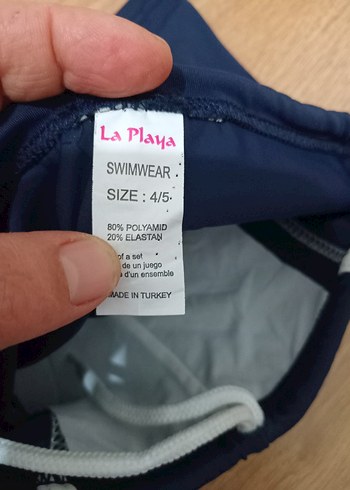 La Playa
SWIMWEAR
SIZE : 4/5
80% POLYAMID
20% ELASTAN
of a set
de un juego
d'un ensemble
MADE IN TURKEY